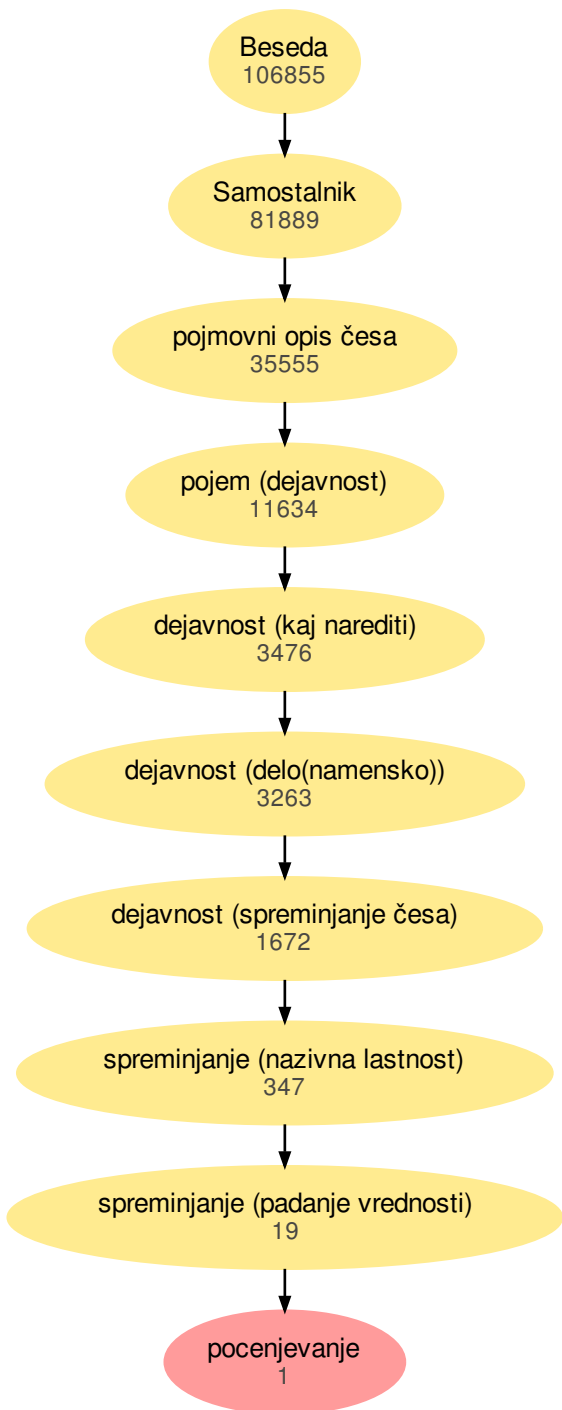 Beseda
106855
Samostalnik
81889
pojmovni opis česa
35555
pojem (dejavnost)
11634
dejavnost (kaj narediti)
3476
dejavnost (delo(namensko))
3263
dejavnost (spreminjanje česa)
1672
spreminjanje (nazivna lastnost)
347
spreminjanje (padanje vrednosti)
19
pocenjevanje
1